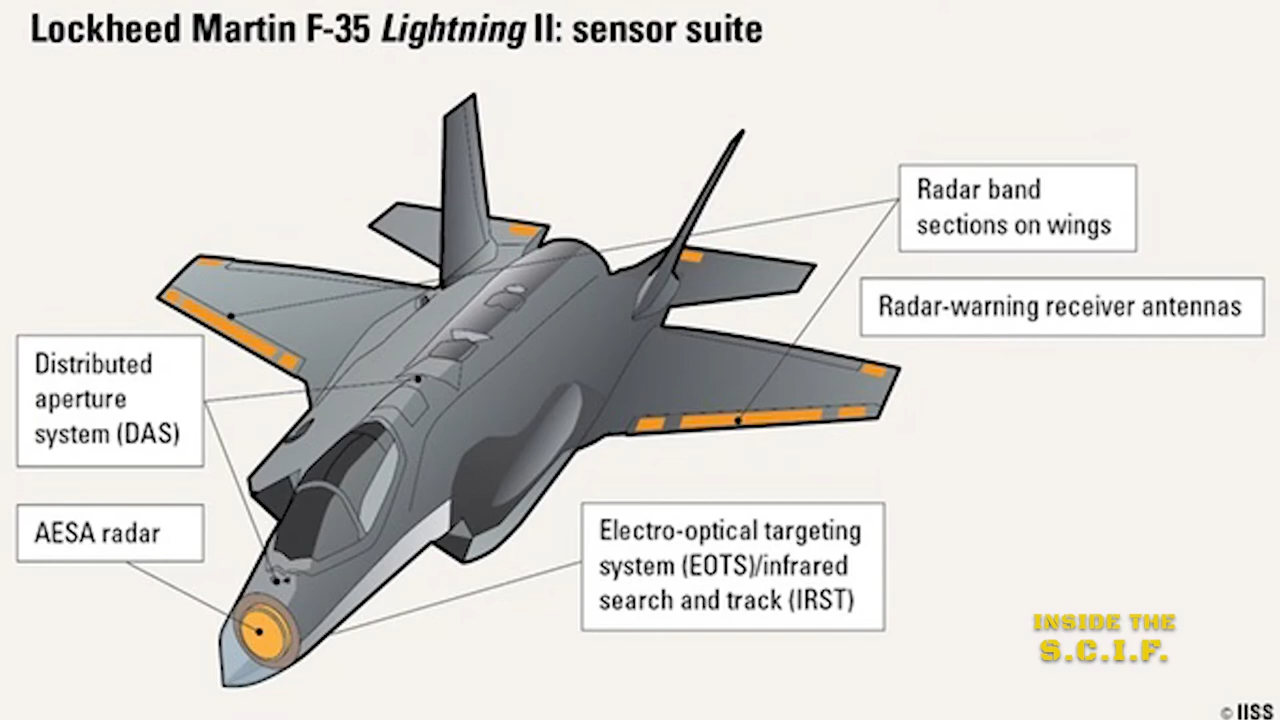 Lockheed Martin F-35 Lightning II: sensor suite
Radar band
sections on wings
Radar-warning receiver antennas
Distributed
aperture
system (DAS)
AESA radar
Electro-optical targeting
system (EOTS)/infrared
search and track (IRST)
INSIDE THE
S.C.I.F.
© IISS